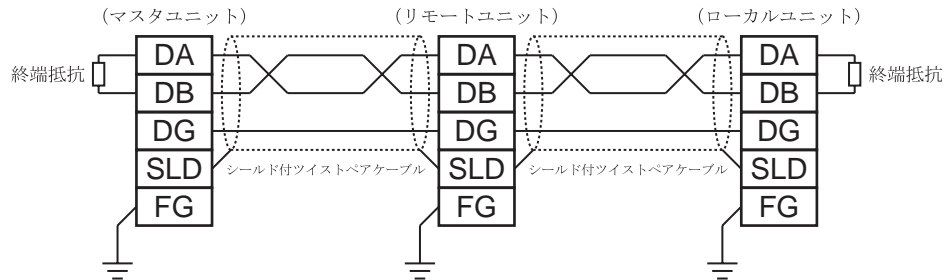 （マスタユニット） （リモートユニット） （ローカルユニット）
DA DA DA
終端抵抗 終端抵抗
DB DB DB
DG DG DG
SLD シールド付ツイストペアケーブル SLD シールド付ツイストペアケーブル SLD
FG FG FG